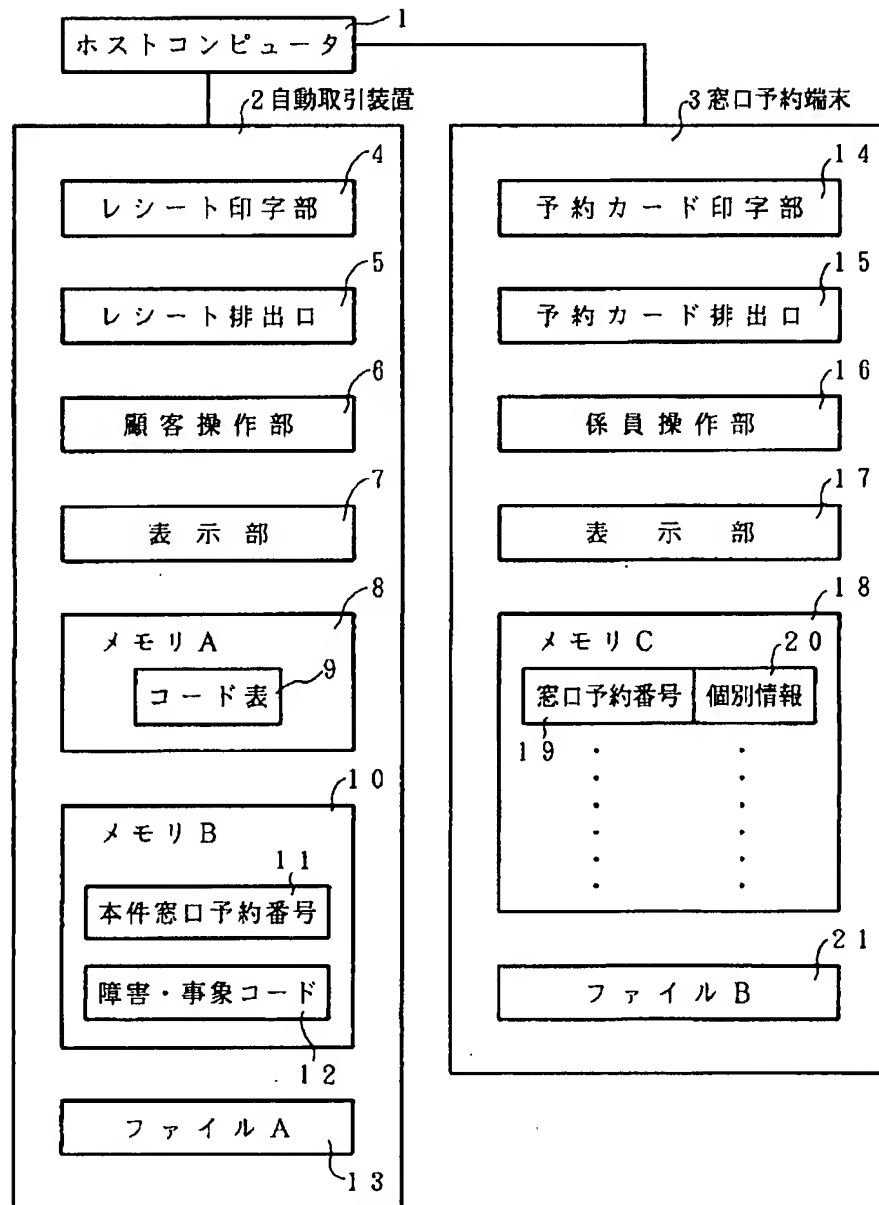 1
ホストコンピュータ
2自動取引装置
4
レシート印字部
5
レシート排出口
6
顧客操作部
7
表示部
8
メモリA
9
コード表
10
メモリB
11
本件窓口予約番号
障害・事象コード
12
ファイルA
13
3窓口予約端末
14
予約カード印字部
15
予約カード排出口
16
係員操作部
17
表示部
18
メモリC
20
窓口予約番号 個別情報
19
21
ファイルB